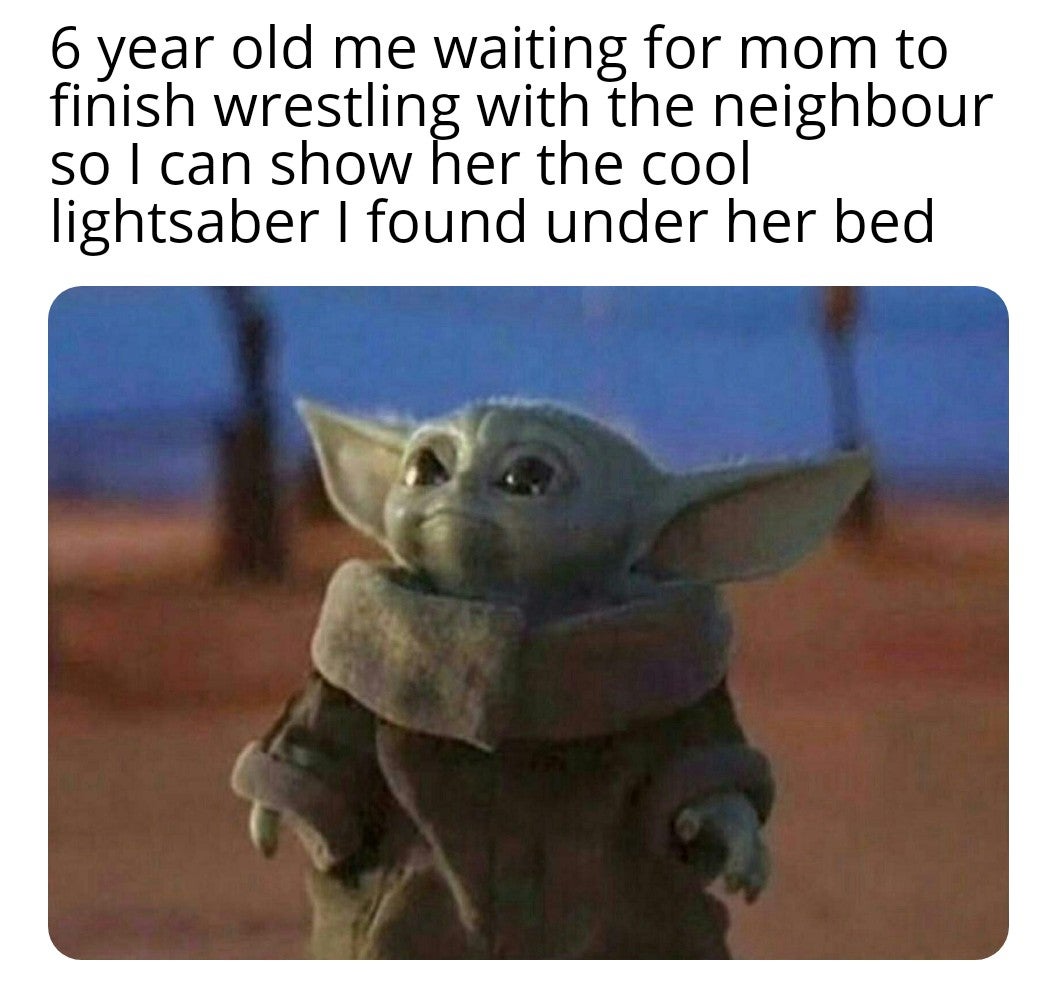 6 year old me waiting for mom to
finish wrestling with the neighbour
so I can show her the cool
lightsaber I found under her bed